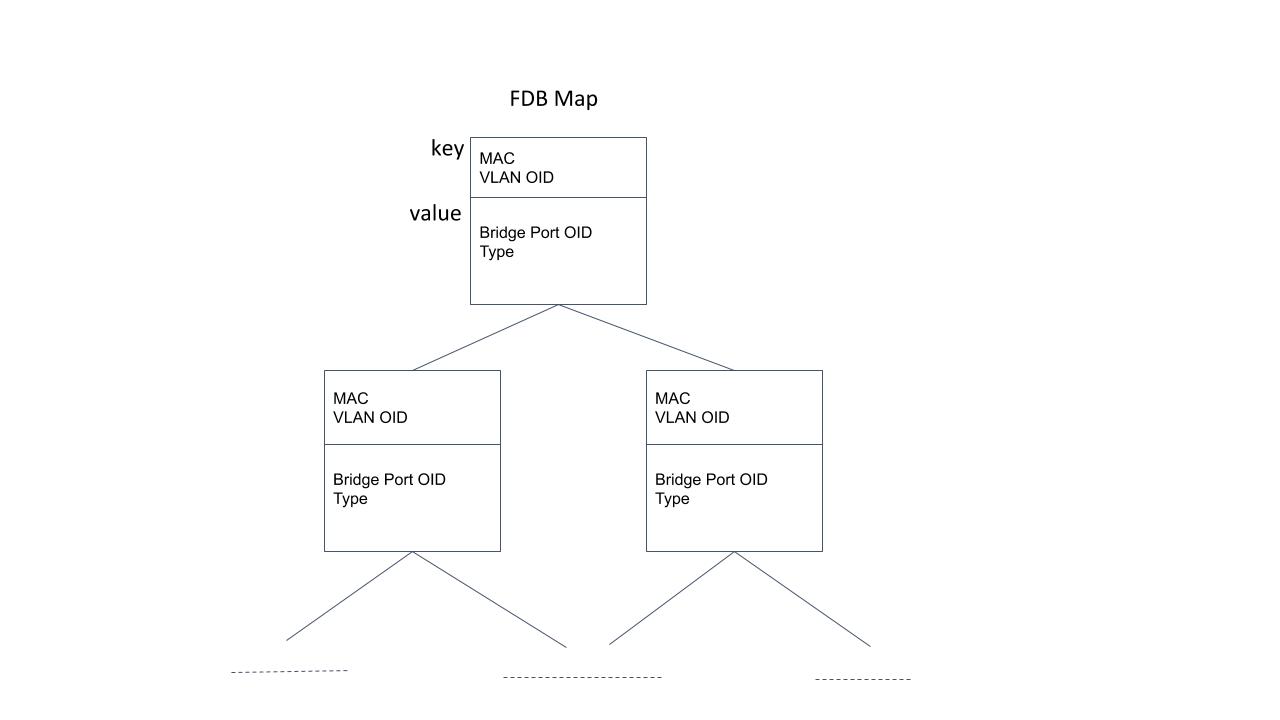 FDB Map
key
MAC
VLAN OID
value
Bridge Port OID
Type
MAC
VLAN OID
Bridge Port OID
Type
MAC
VLAN OID
Bridge Port OID
Type